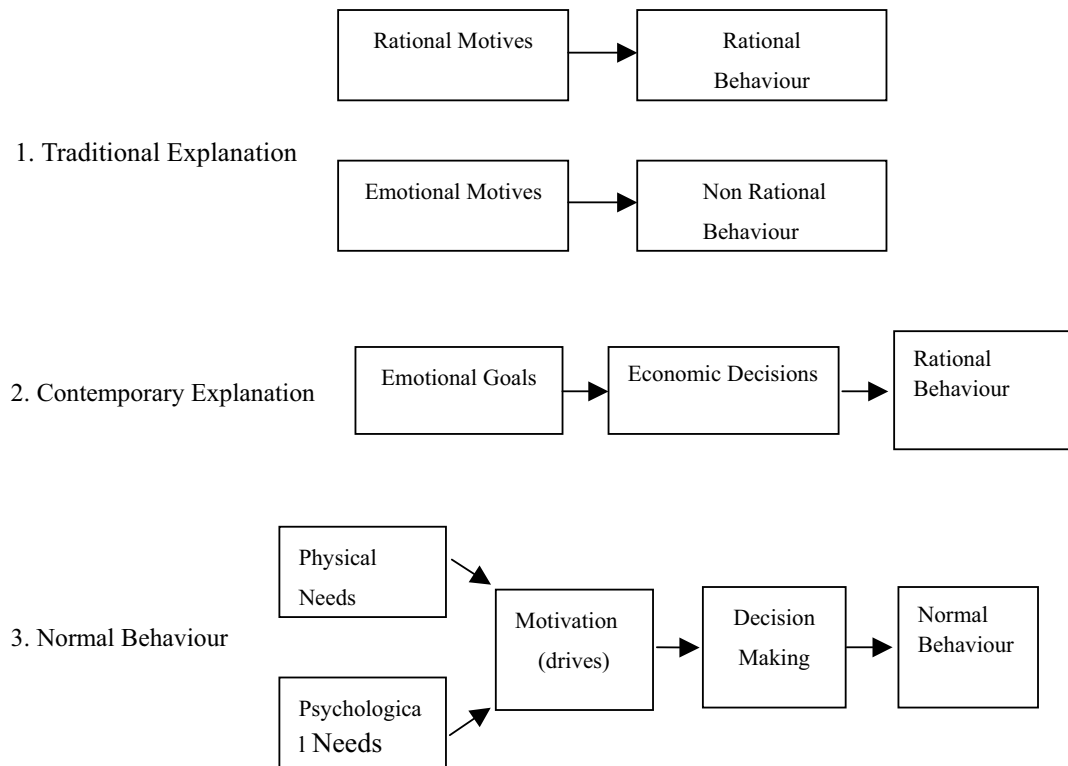 Rational Motives
Rational
Behaviour
1. Traditional Explanation
Emotional Motives
Non Rational
Behaviour
2. Contemporary Explanation
Emotional Goals
Economic Decisions
Rational
Behaviour
3. Normal Behaviour
Physical
Needs
Psychologica
l Needs
Motivation
(drives)
Decision
Making
Normal
Behaviour